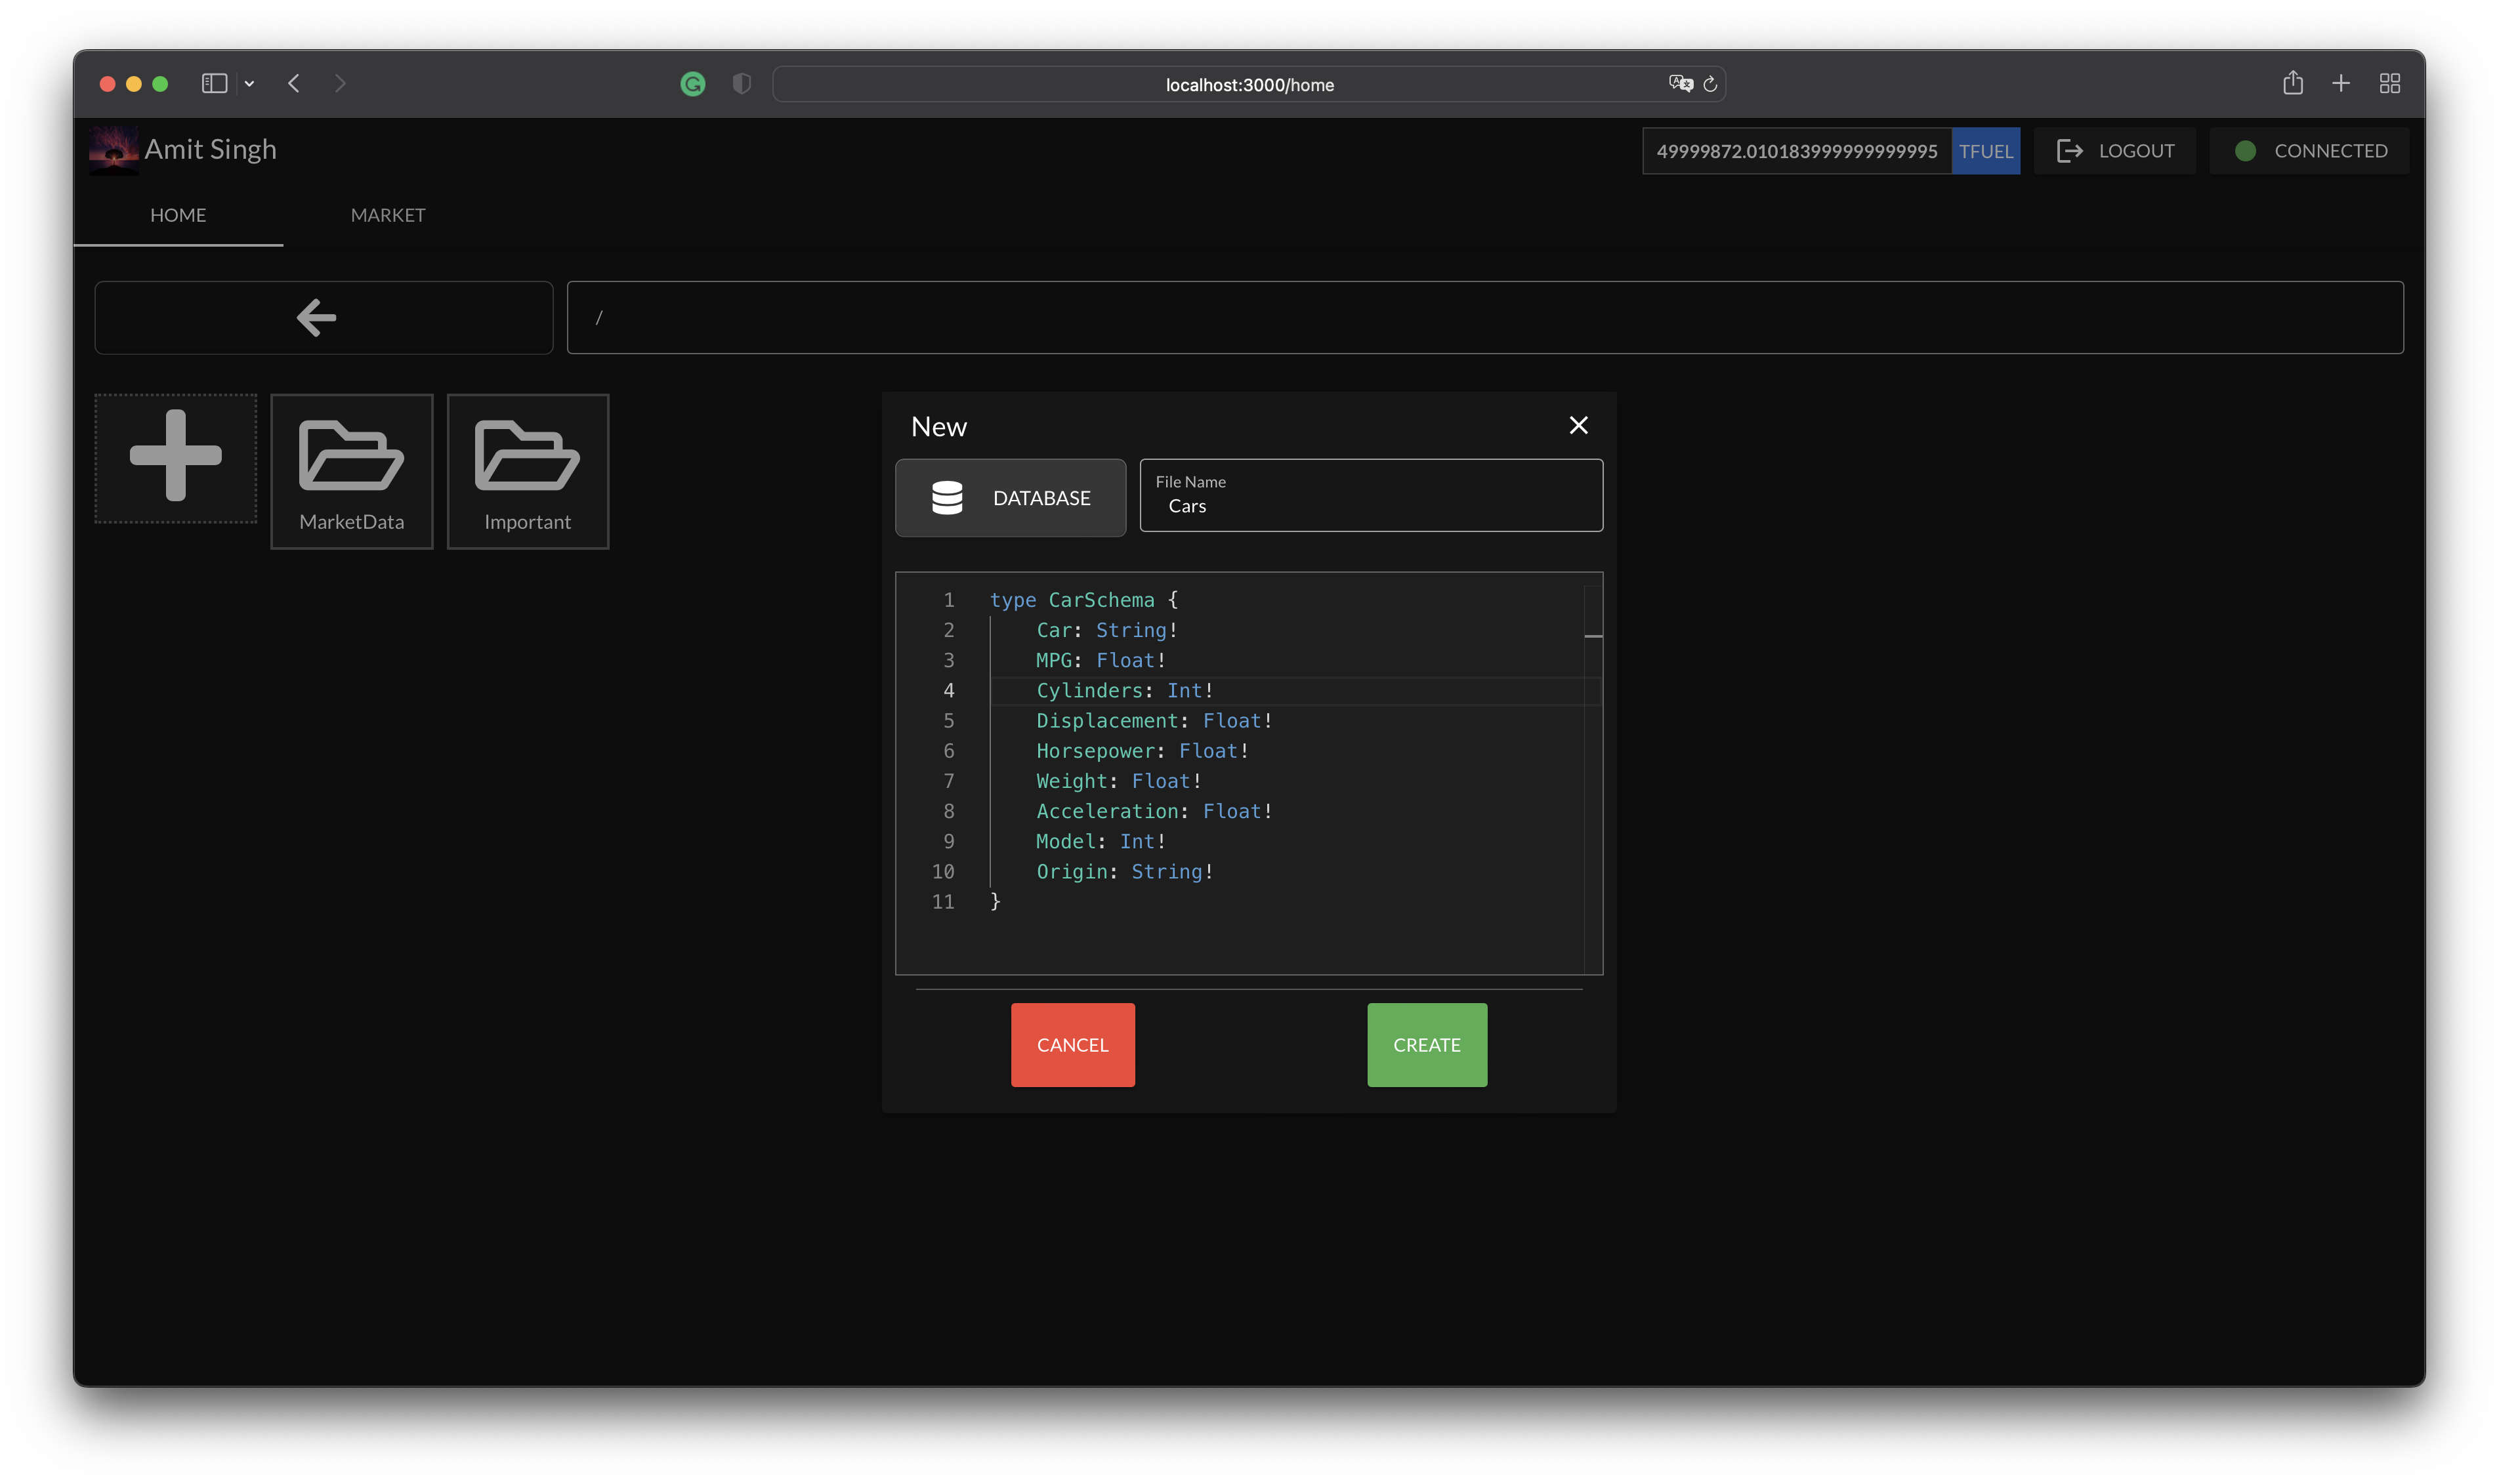 localhost:3000/home
Amit Singh
49999872.010183999999999995 TFUEL LOGOUT CONNECTED
HOME MARKET
/
MarketData Important
New
DATABASE
File Name
Cars
1 type CarSchema {
2 Car: String!
3 MPG: Float!
4 Cylinders: Int!
5 Displacement: Float!
6 Horsepower: Float!
7 Weight: Float!
8 Acceleration: Float!
9 Model: Int!
10 Origin: String!
11 }
CANCEL CREATE